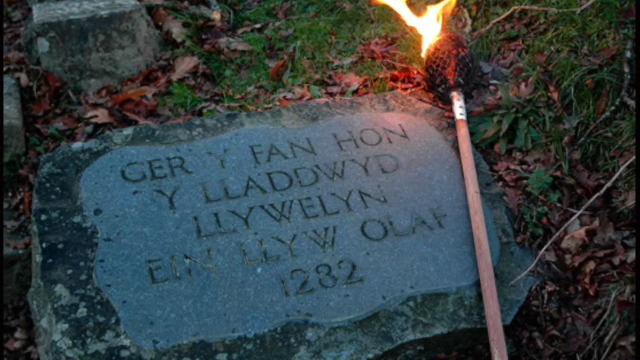 GER Y FAN HON
Y LLADDWYD
LLYWELYN
EIN LLYW OLAF
1282